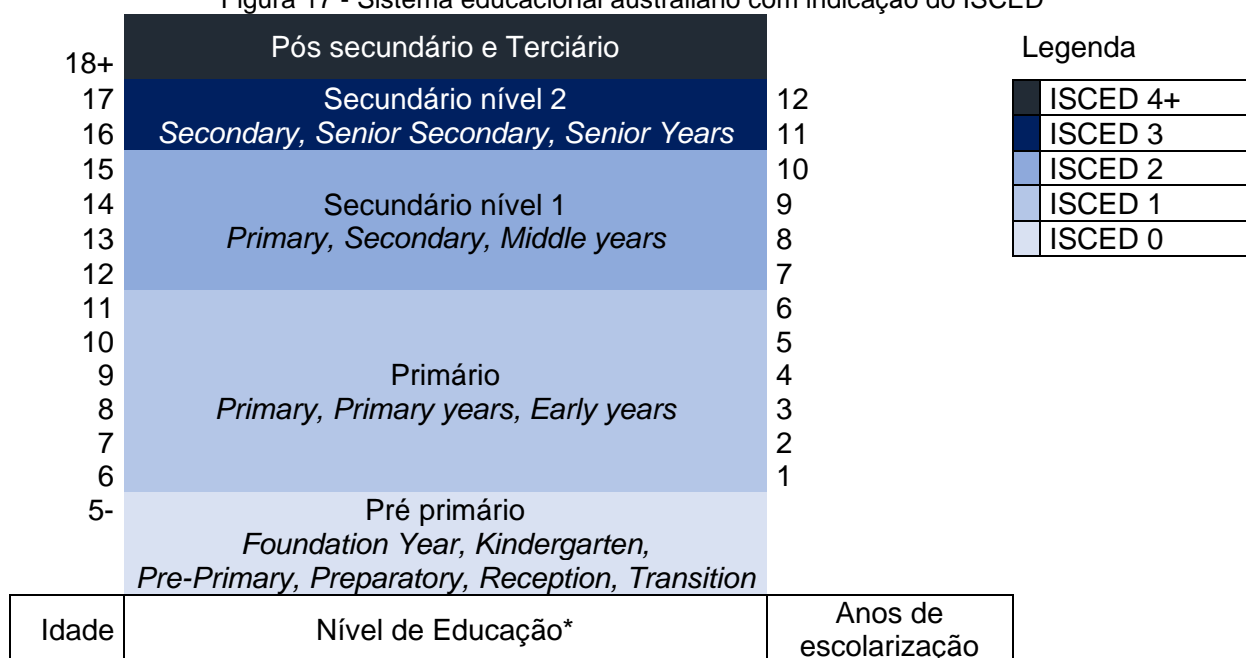 Figura 17 - Sistema educacional australiano com indicação do ISCED
18+ Pós secundário e Terciário
17 Secundário nível 2 12
16 Secondary, Senior Secondary, Senior Years 11
15 10
14 Secundário nível 1 9
13 Primary, Secondary, Middle years 8
12 7
11 6
10 5
9 Primário 4
8 Primary, Primary years, Early years 3
7 2
6 1
5- Pré primário
Foundation Year, Kindergarten,
Pre-Primary, Preparatory, Reception, Transition
Idade Nível de Educação* Anos de
escolarização
Legenda
ISCED 4+
ISCED 3
ISCED 2
ISCED 1
ISCED 0